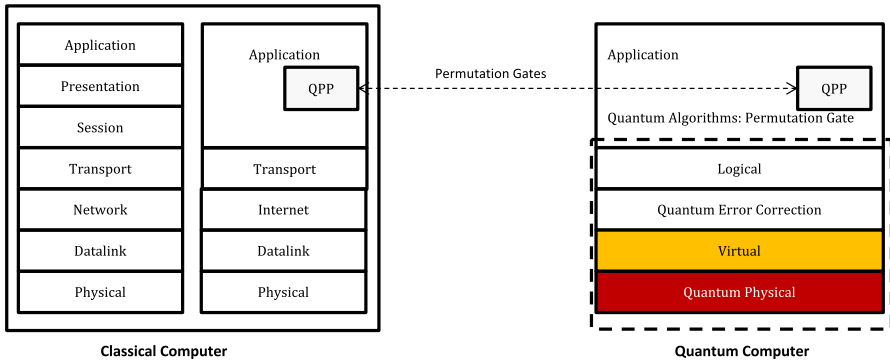 Application
Presentation
Session
Transport
Network
Datalink
Physical
Application
QPP
Transport
Internet
Datalink
Physical
Permutation Gates
Application
QPP
Quantum Algorithms: Permutation Gate
Logical
Quantum Error Correction
Virtual
Quantum Physical
Classical Computer
Quantum Computer